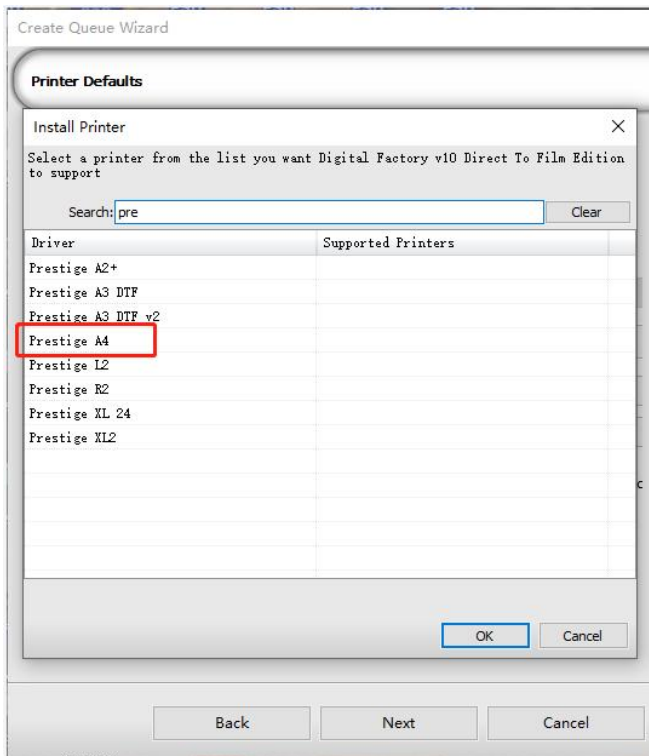 Create Queue Wizard
Printer Defaults
Install Printer
Select a printer from the list you want Digital Factory v10 Direct To Film Edition
to support
Search: pre Clear
Driver Supported Printers
Prestige A2+
Prestige A3 DTF
Prestige A3 DTF v2
Prestige A4
Prestige L2
Prestige R2
Prestige XL 24
Prestige XL2
OK Cancel
Back Next Cancel